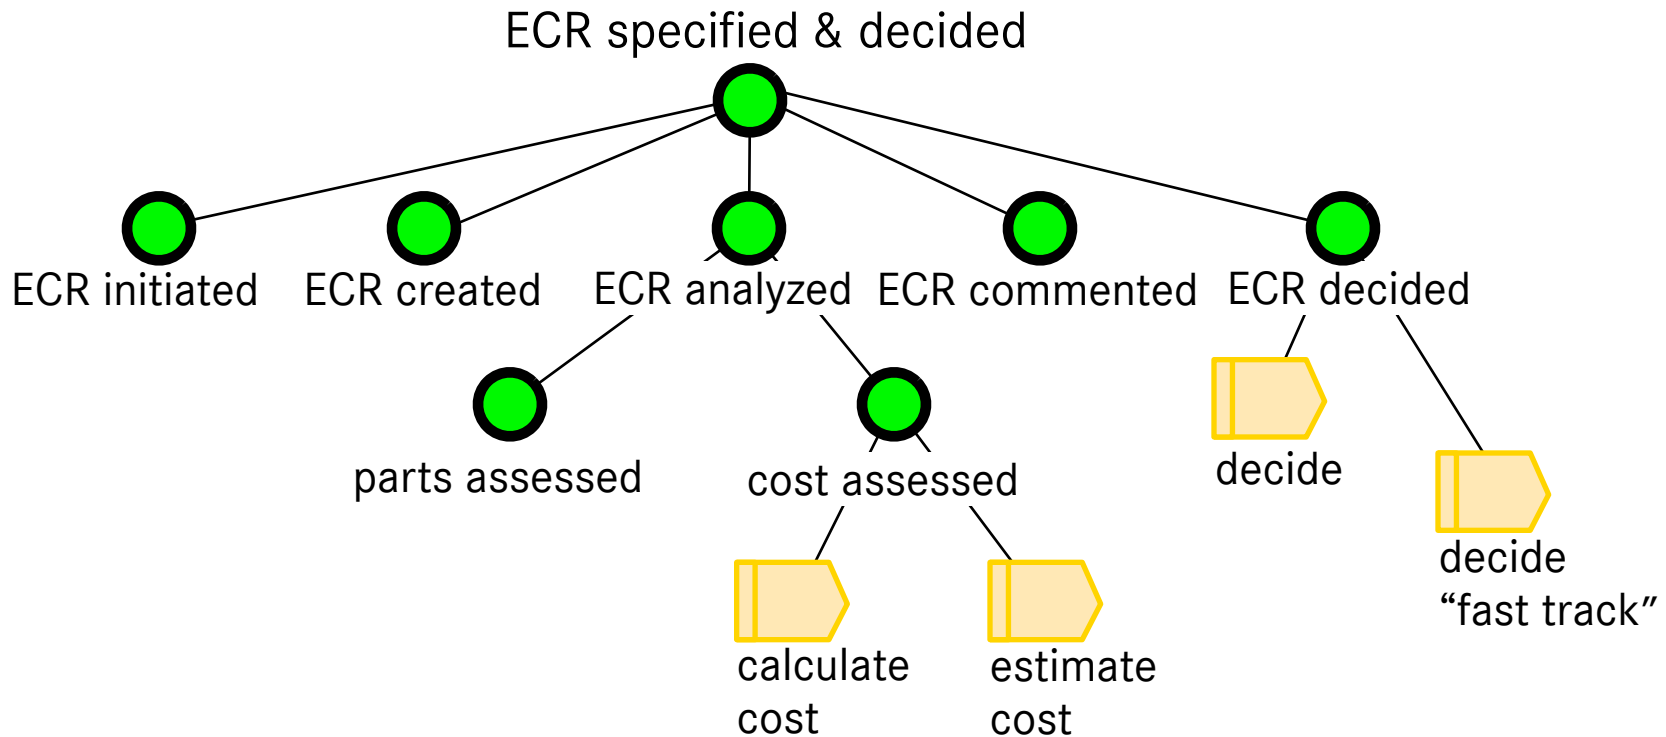 ECR specified & decided
ECR initiated
ECR created
ECR analyzed
ECR commented
ECR decided
parts assessed
cost assessed
decide
decide
“fast track”
calculate
cost
estimate
cost